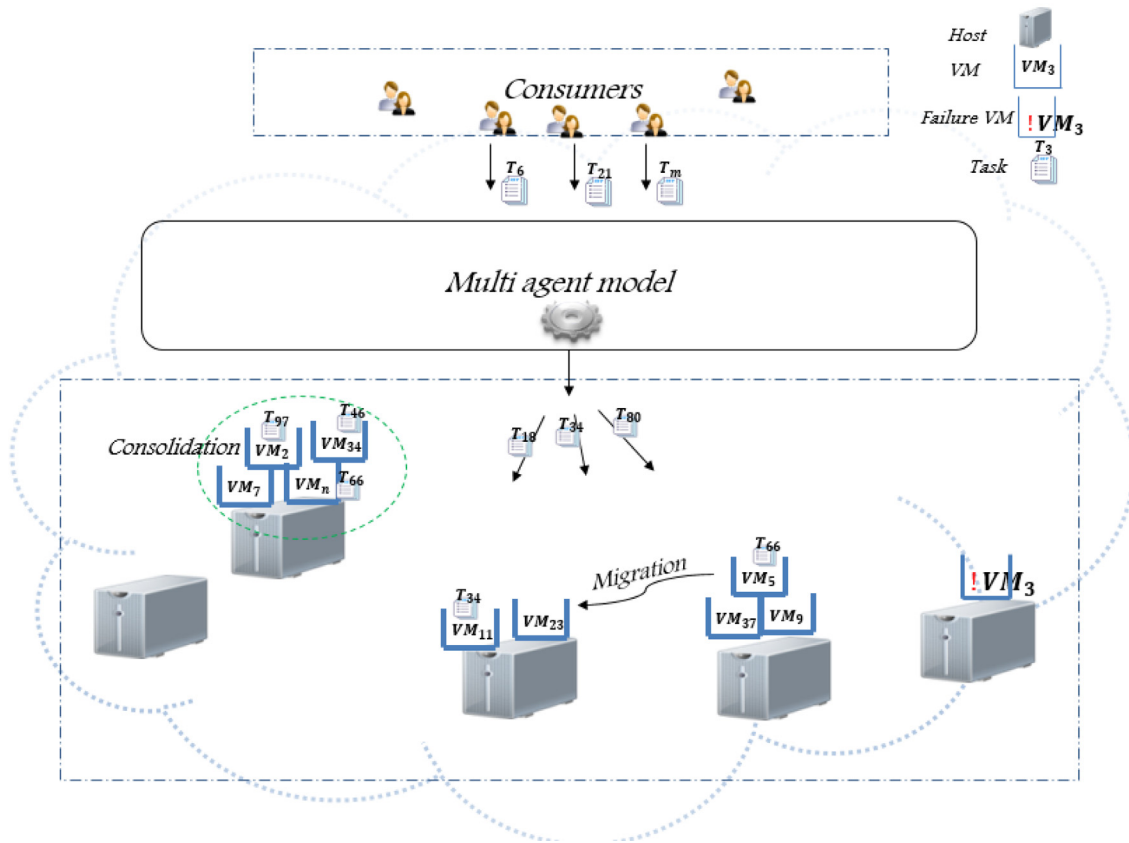 Host
Consumers
VM
VM₃
Failure VM
!VM₃
T₃
Task
T₆
T₂₁
Tₘ
Multi agent model
T₉₇
T₄₆
T₁₈
T₃₄
T₈₀
Consolidation
VM₂
VM₃₄
VM₇
VMₙ
T₆₆
Migration
T₆₆
VM₅
!VM₃
T₃₄
VM₁₁
VM₂₃
VM₃₇
VM₉